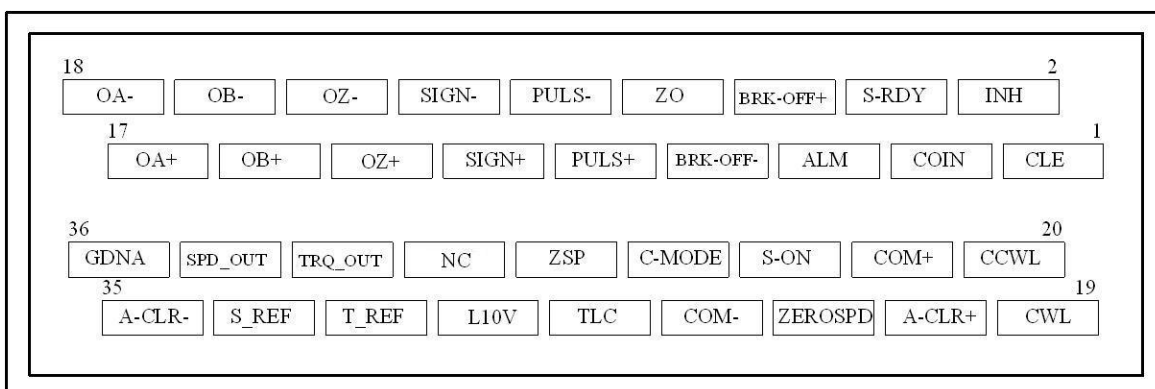 18 2
OA- OB- OZ- SIGN- PULS- ZO BRK-OFF+ S-RDY INH
17 1
OA+ OB+ OZ+ SIGN+ PULS+ BRK-OFF- ALM COIN CLE
36 20
GDNA SPD_OUT TRQ_OUT NC ZSP C-MODE S-ON COM+ CCWL
35 19
A-CLR- S_REF T_REF L10V TLC COM- ZEROSPD A-CLR+ CWL